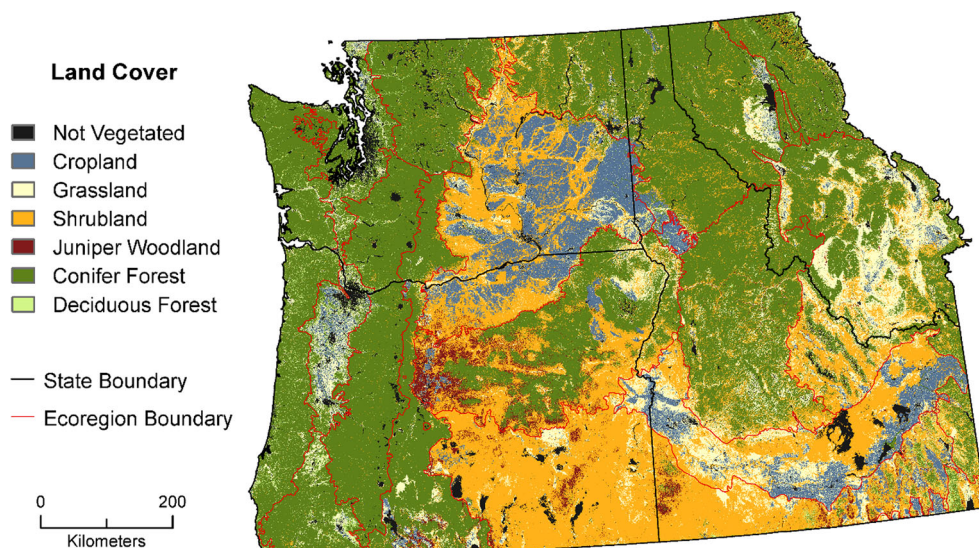 Land Cover
Not Vegetated
Cropland
Grassland
Shrubland
Juniper Woodland
Conifer Forest
Deciduous Forest
State Boundary
Ecoregion Boundary
0 200
Kilometers